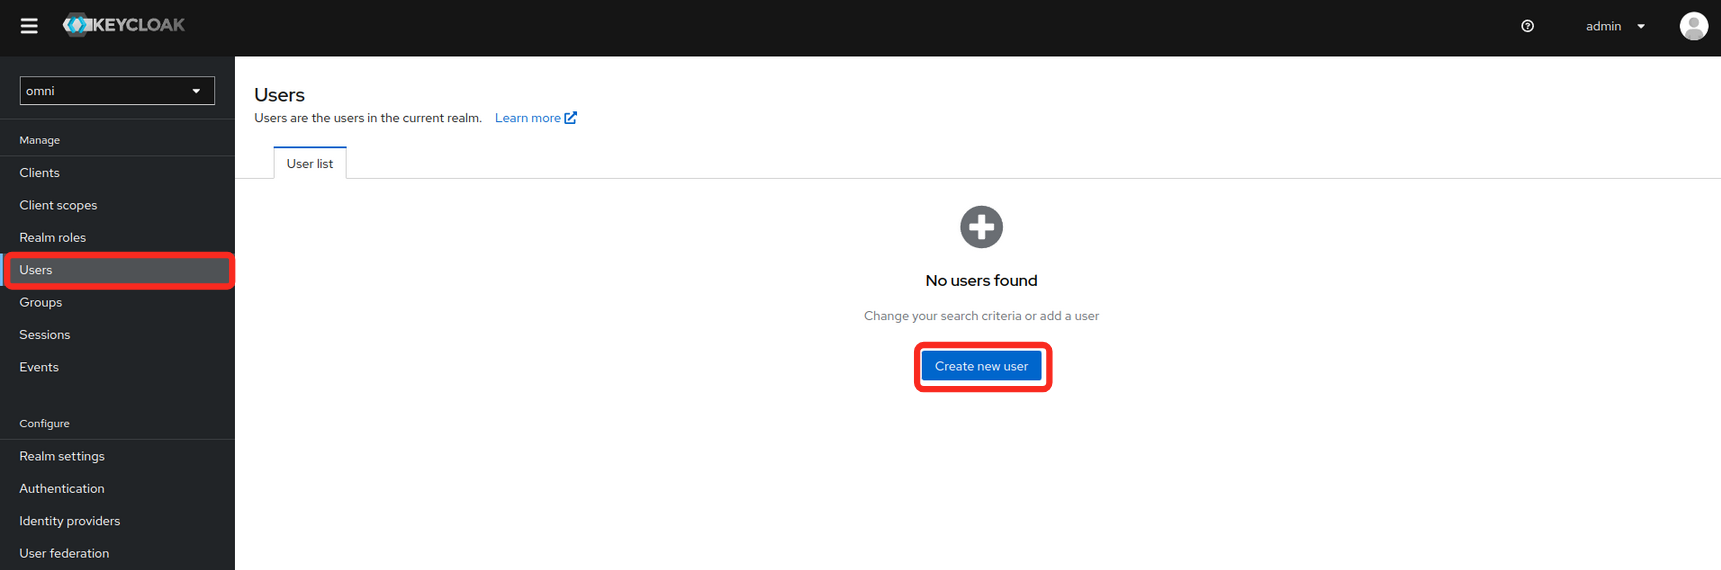 KEYCLOAK
admin
omni
Manage
Clients
Client scopes
Realm roles
Users
Groups
Sessions
Events
Configure
Realm settings
Authentication
Identity providers
User federation
Users
Users are the users in the current realm. Learn more
User list
No users found
Change your search criteria or add a user
Create new user